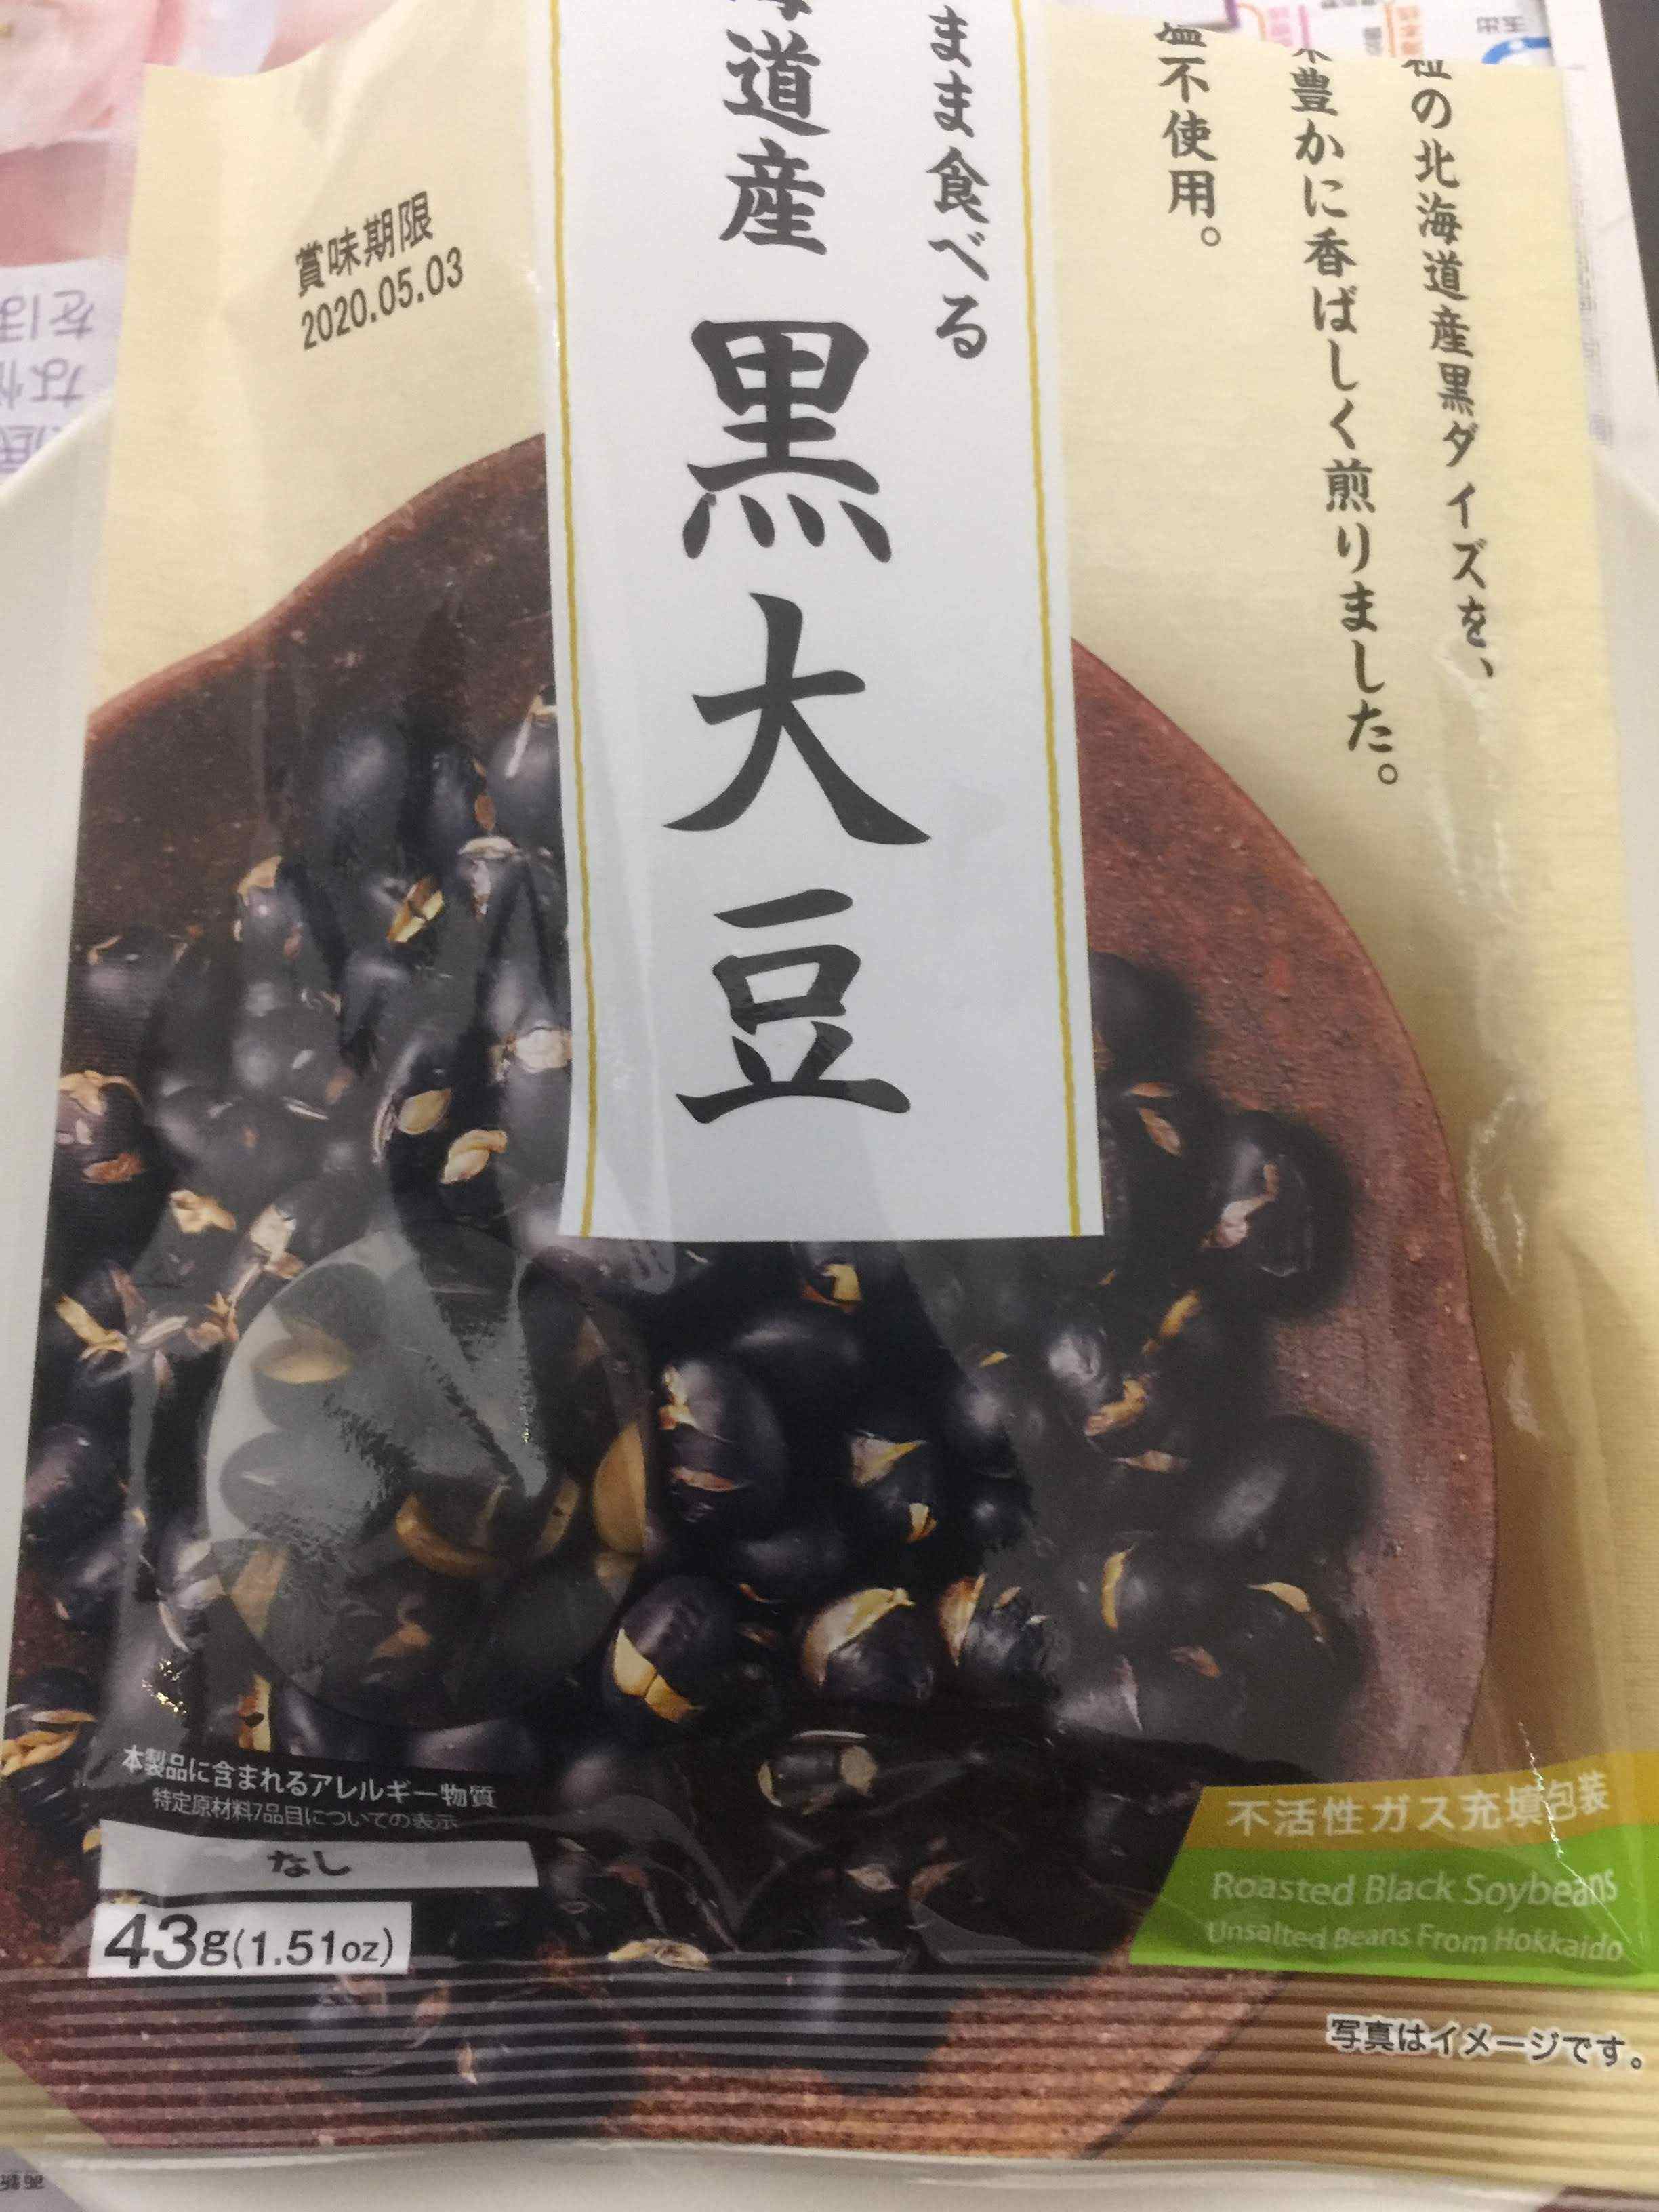 粒の北海道産黒ダイズを、
豊かに香ばしく煎りました。
塩不使用。
まま食べる
海道産 黒大豆
賞味期限
2020.05.03
本製品に含まれるアレルギー物質
特定原材料7品目についての表示
なし
43g(1.51oz)
不活性ガス充填包装
Roasted Black Soybeans
Unsalted Beans From Hokkaido
写真はイメージです。